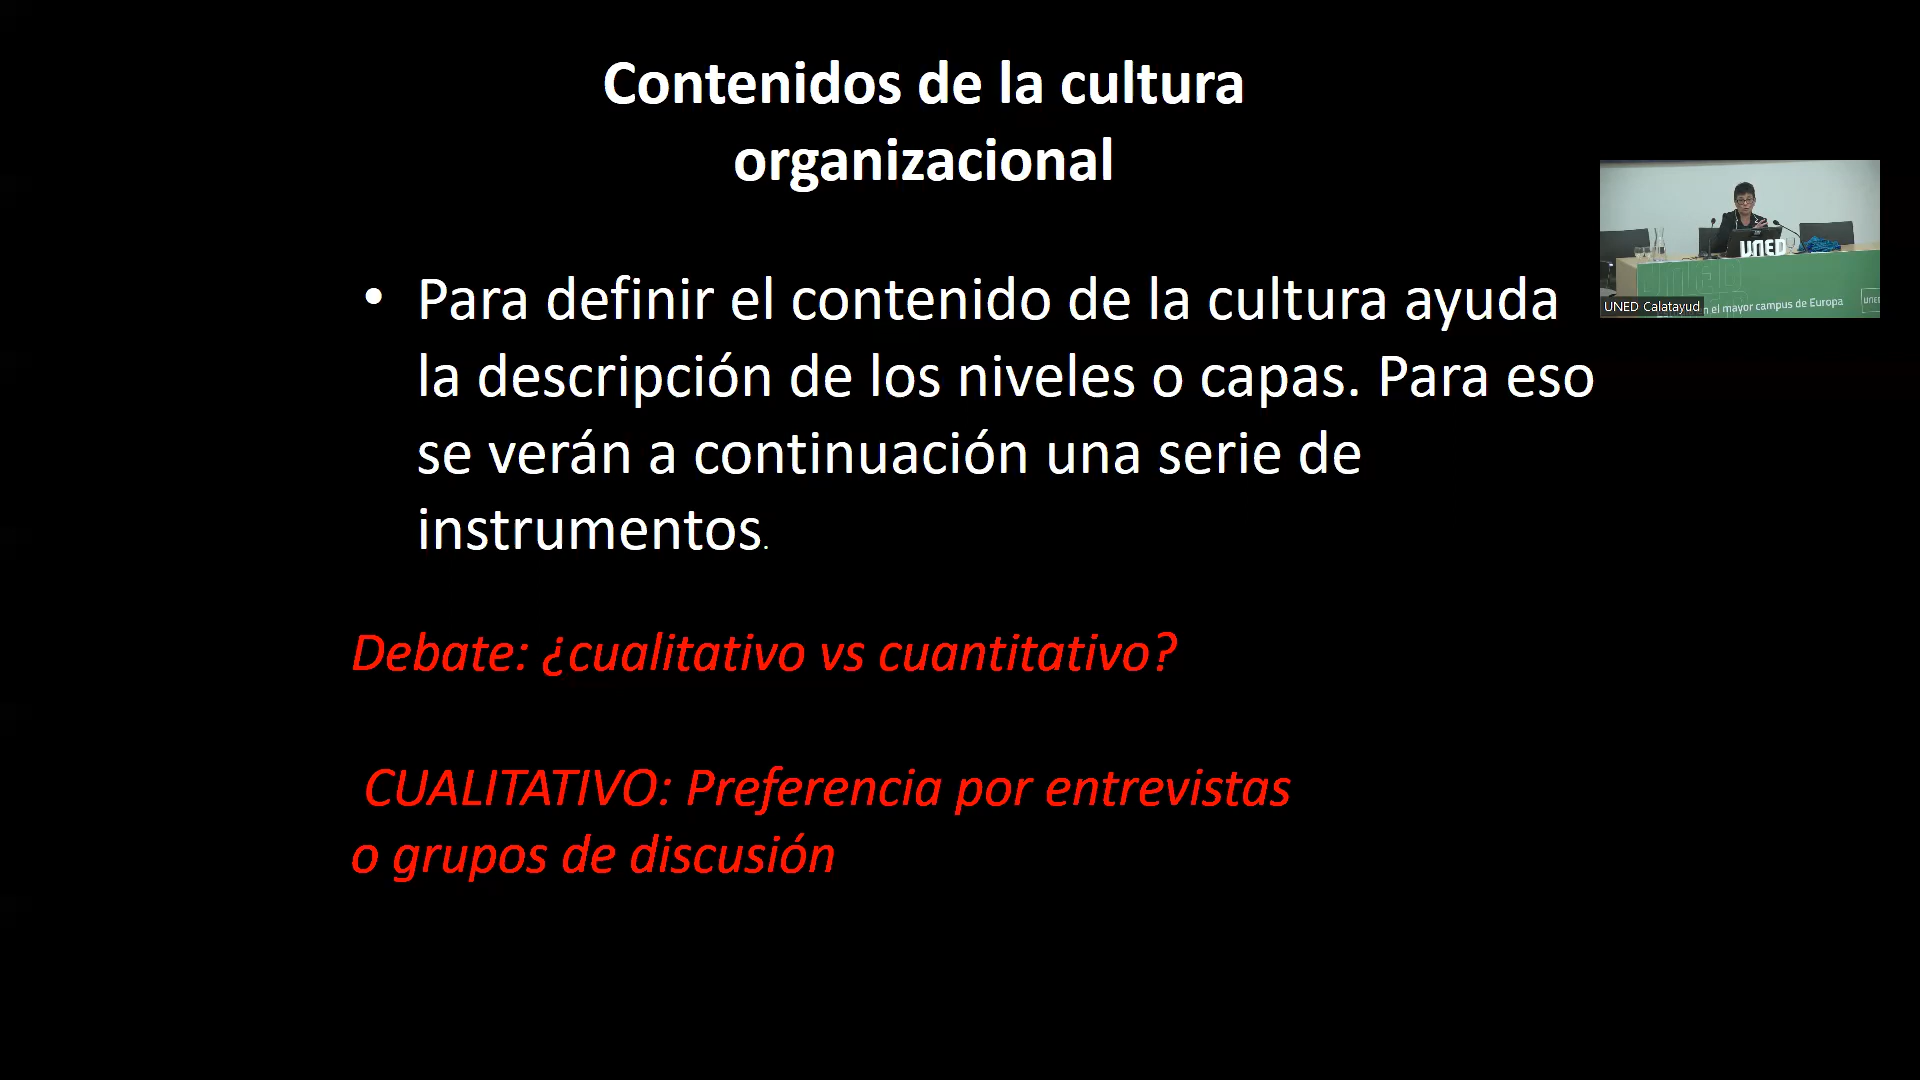 Contenidos de la cultura
organizacional
• Para definir el contenido de la cultura ayuda
la descripción de los niveles o capas. Para eso
se verán a continuación una serie de
instrumentos.
Debate: ¿cualitativo vs cuantitativo?
CUALITATIVO: Preferencia por entrevistas
o grupos de discusión
UNED
UNED Calatayud
n el mayor campus de Europa